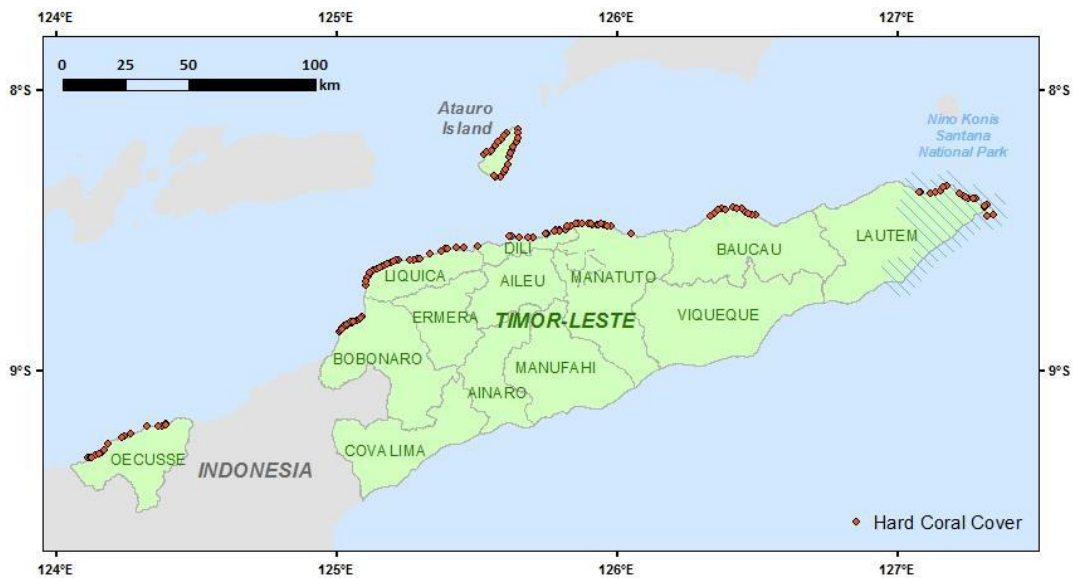 124°E 125°E 126°E 127°E
0 25 50 100
km
8°S 8°S
Atauro
Island
Nino Konis
Santana
National Park
LAUTEM
DILI
BAUCAU
LIQUICA
AILEU
MANATUTO
ERMERA
TIMOR-LESTE
VIQUEQUE
BOBONARO
MANUFAHI
9°S 9°S
AINARO
COVA LIMA
OECUSSE
INDONESIA
Hard Coral Cover
124°E 125°E 126°E 127°E